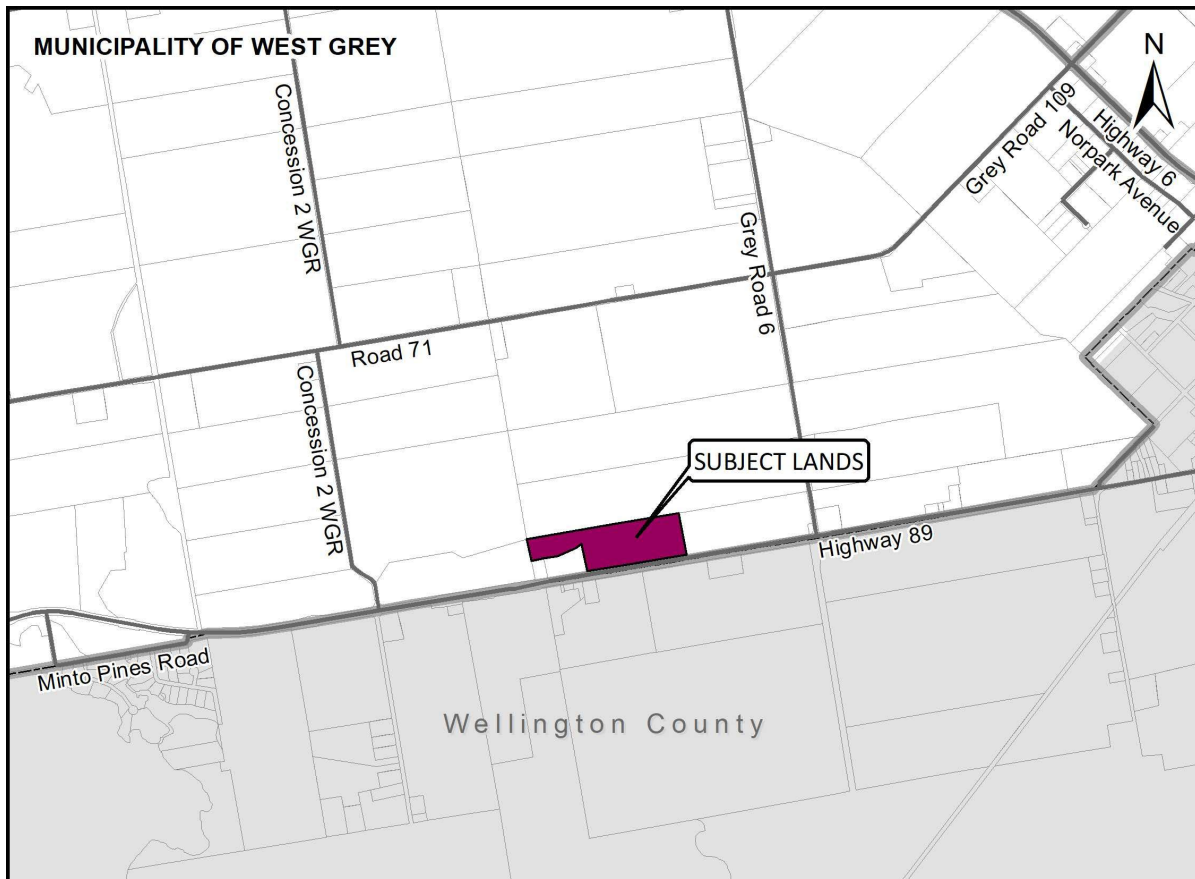 MUNICIPALITY OF WEST GREY
N
Concession 2 WGR
Grey Road 109
Highway 6
Norpark Avenue
Grey Road 6
Road 71
Concession 2 WGR
SUBJECT LANDS
Highway 89
Minto Pines Road
Wellington County